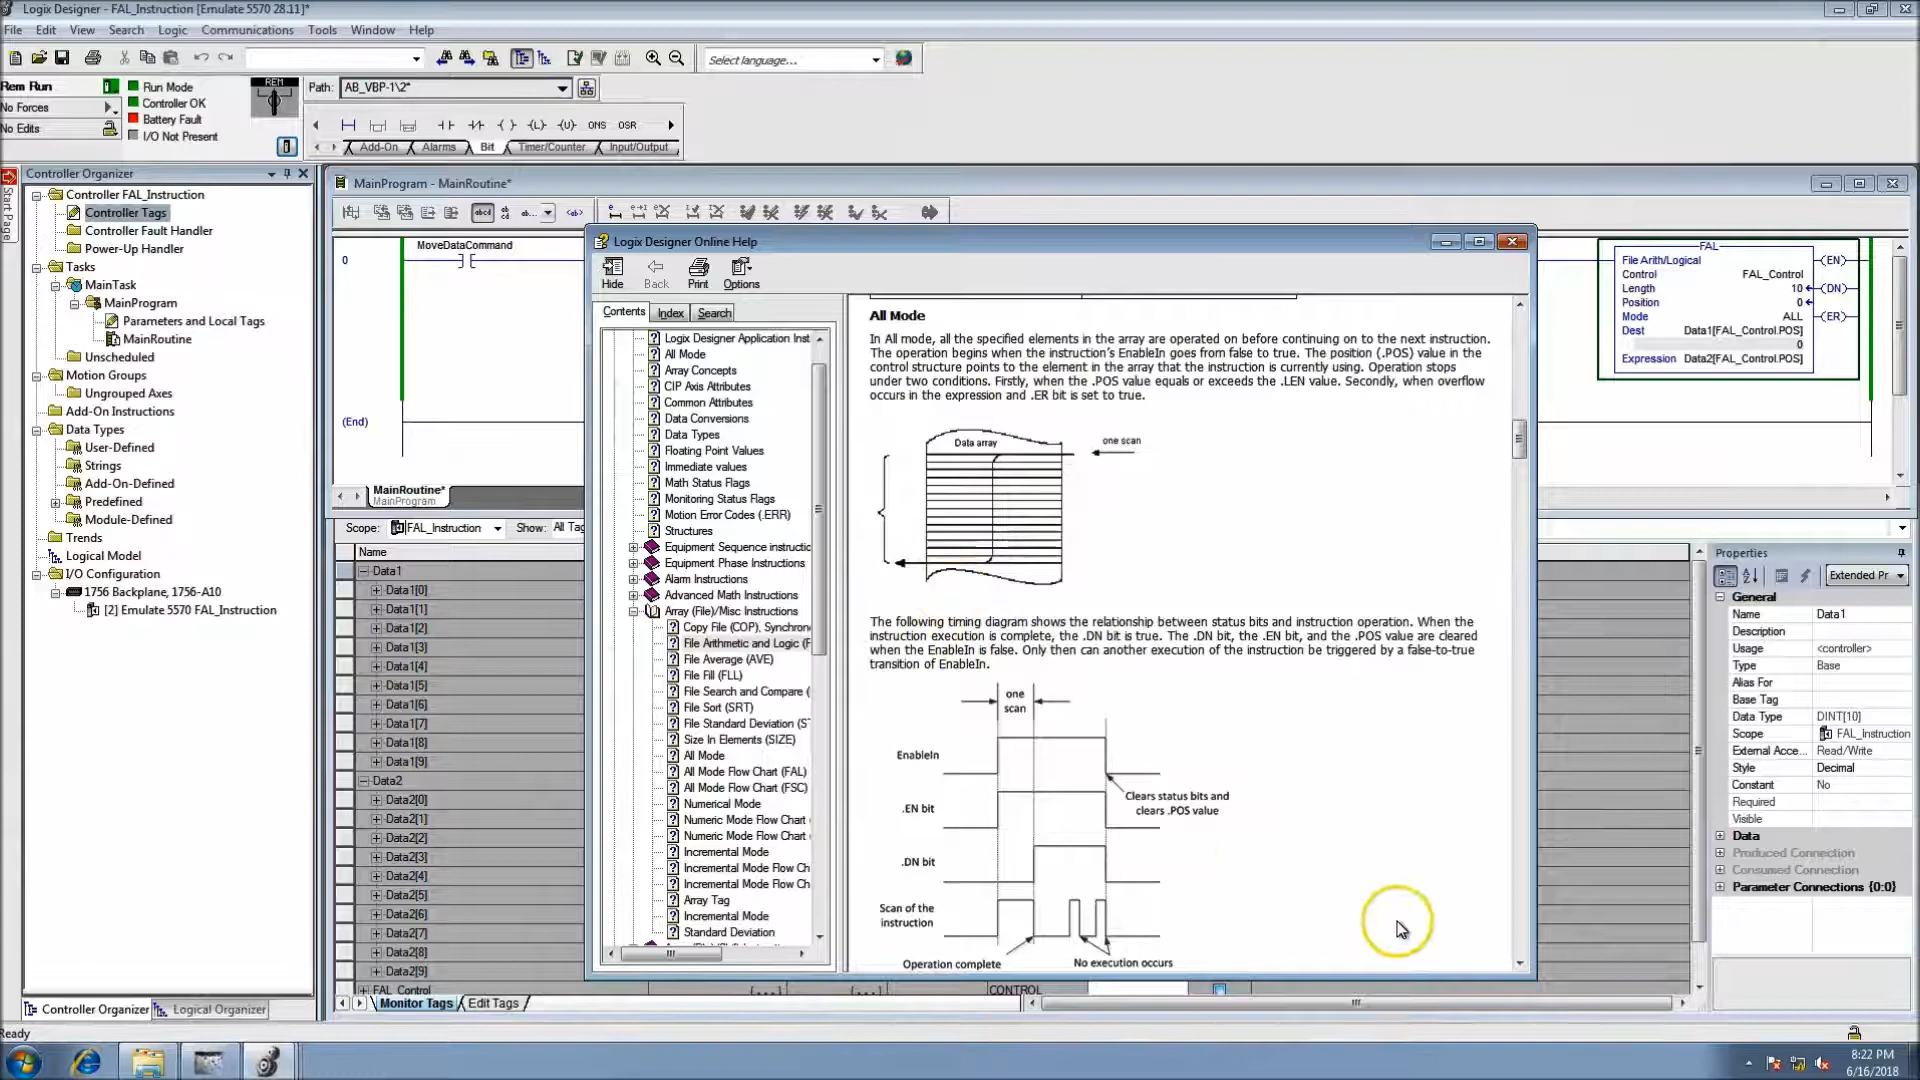 Logix Designer - FAL_Instruction [Emulate 5570 28.11]*
File Edit View Search Logic Communications Tools Window Help
Select language...
Rem Run
No Forces
No Edits
Run Mode
Controller OK
Battery Fault
I/O Not Present
REM
Path: AB_VBP-1\2*
(L) (U) ONS OSR
Add-On Alarms Bit Timer/Counter Input/Output
Start Page
Controller Organizer
Controller FAL_Instruction
Controller Tags
Controller Fault Handler
Power-Up Handler
Tasks
MainTask
MainProgram
Parameters and Local Tags
MainRoutine
Unscheduled
Motion Groups
Ungrouped Axes
Add-On Instructions
Data Types
User-Defined
Strings
Add-On-Defined
Predefined
Module-Defined
Trends
Logical Model
I/O Configuration
1756 Backplane, 1756-A10
[2] Emulate 5570 FAL_Instruction
Controller Organizer Logical Organizer
Ready
MainProgram - MainRoutine*
0
MoveDataCommand
(End)
MainRoutine*
MainProgram
FAL
File Arith/Logical
Control FAL_Control
Length 10
Position 0
Mode ALL
Dest Data1[FAL_Control.POS]
0
Expression Data2[FAL_Control.POS]
(EN)
(DN)
(ER)
Scope: FAL_Instruction Show: All Tag
Name
Data1
Data1[0]
Data1[1]
Data1[2]
Data1[3]
Data1[4]
Data1[5]
Data1[6]
Data1[7]
Data1[8]
Data1[9]
Data2
Data2[0]
Data2[1]
Data2[2]
Data2[3]
Data2[4]
Data2[5]
Data2[6]
Data2[7]
Data2[8]
Data2[9]
FAL_Control {...} {...} CONTROL
Monitor Tags Edit Tags
Logix Designer Online Help
Hide Back Print Options
Contents Index Search
Logix Designer Application Inst
All Mode
Array Concepts
CIP Axis Attributes
Common Attributes
Data Conversions
Data Types
Floating Point Values
Immediate values
Math Status Flags
Monitoring Status Flags
Motion Error Codes (.ERR)
Structures
Equipment Sequence instructic
Equipment Phase Instructions
Alarm Instructions
Advanced Math Instructions
Array (File)/Misc Instructions
Copy File (COP), Synchron
File Arithmetic and Logic (F
File Average (AVE)
File Fill (FLL)
File Search and Compare (
File Sort (SRT)
File Standard Deviation (S
Size In Elements (SIZE)
All Mode
All Mode Flow Chart (FAL)
All Mode Flow Chart (FSC)
Numerical Mode
Numeric Mode Flow Chart
Numeric Mode Flow Chart
Incremental Mode
Incremental Mode Flow Ch
Incremental Mode Flow Ch
Array Tag
Incremental Mode
Standard Deviation
All Mode
In All mode, all the specified elements in the array are operated on before continuing on to the next instruction.
The operation begins when the instruction's EnableIn goes from false to true. The position (.POS) value in the
control structure points to the element in the array that the instruction is currently using. Operation stops
under two conditions. Firstly, when the .POS value equals or exceeds the .LEN value. Secondly, when overflow
occurs in the expression and .ER bit is set to true.
Data array
one scan
The following timing diagram shows the relationship between status bits and instruction operation. When the
instruction execution is complete, the .DN bit is true. The .DN bit, the .EN bit, and the .POS value are cleared
when the EnableIn is false. Only then can another execution of the instruction be triggered by a false-to-true
transition of EnableIn.
one
scan
EnableIn
.EN bit
Clears status bits and
clears .POS value
.DN bit
Scan of the
instruction
Operation complete
No execution occurs
Properties
Extended Pr
General
Name Data1
Description
Usage <controller>
Type Base
Alias For
Base Tag
Data Type DINT[10]
Scope FAL_Instruction
External Acce... Read/Write
Style Decimal
Constant No
Required
Visible
Data
Produced Connection
Consumed Connection
Parameter Connections {0:0}
8:22 PM
6/16/2018